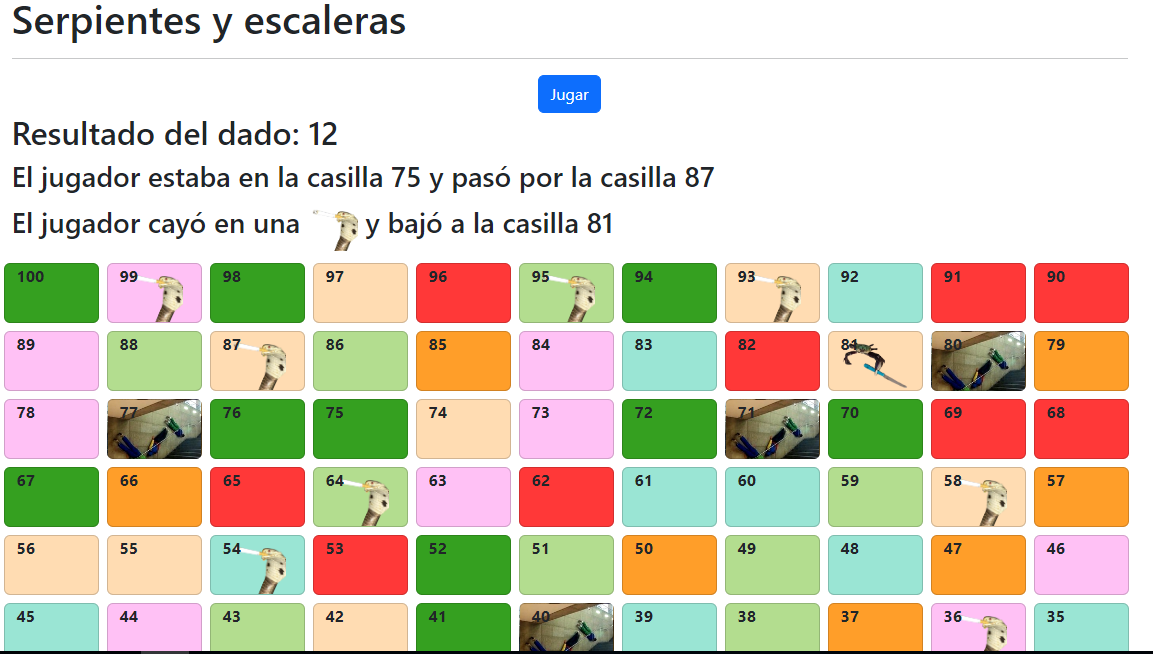 Serpientes y escaleras
Jugar
Resultado del dado: 12
El jugador estaba en la casilla 75 y pasó por la casilla 87
El jugador cayó en una y bajó a la casilla 81
100 99 98 97 96 95 94 93 92 91 90
89 88 87 86 85 84 83 82 81 80 79
78 77 76 75 74 73 72 71 70 69 68
67 66 65 64 63 62 61 60 59 58 57
56 55 54 53 52 51 50 49 48 47 46
45 44 43 42 41 40 39 38 37 36 35